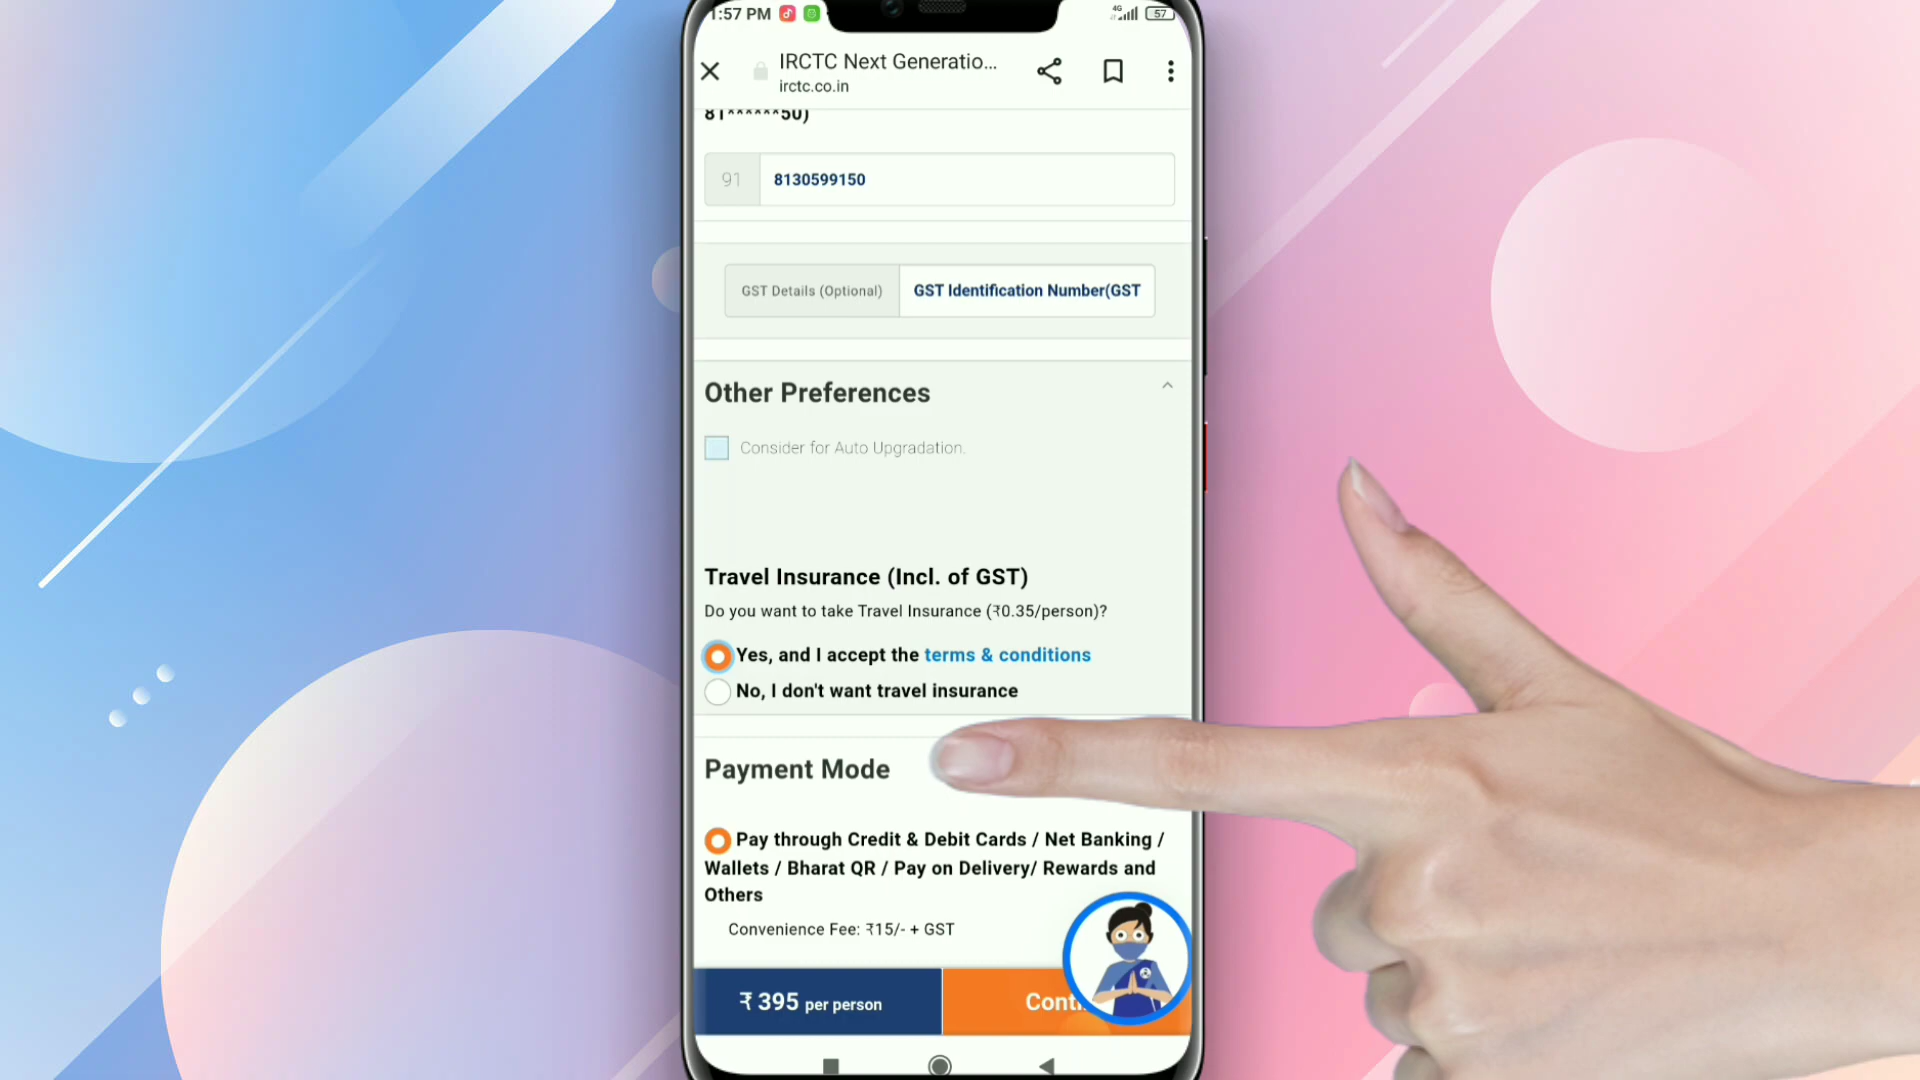 1:57 PM
4G
57
IRCTC Next Generatio...
irctc.co.in
81******50)
91
8130599150
GST Details (Optional)
GST Identification Number(GST
Other Preferences
Consider for Auto Upgradation.
Travel Insurance (Incl. of GST)
Do you want to take Travel Insurance (₹0.35/person)?
Yes, and I accept the terms & conditions
No, I don't want travel insurance
Payment Mode
Pay through Credit & Debit Cards / Net Banking /
Wallets / Bharat QR / Pay on Delivery/ Rewards and
Others
Convenience Fee: ₹15/- + GST
₹ 395 per person